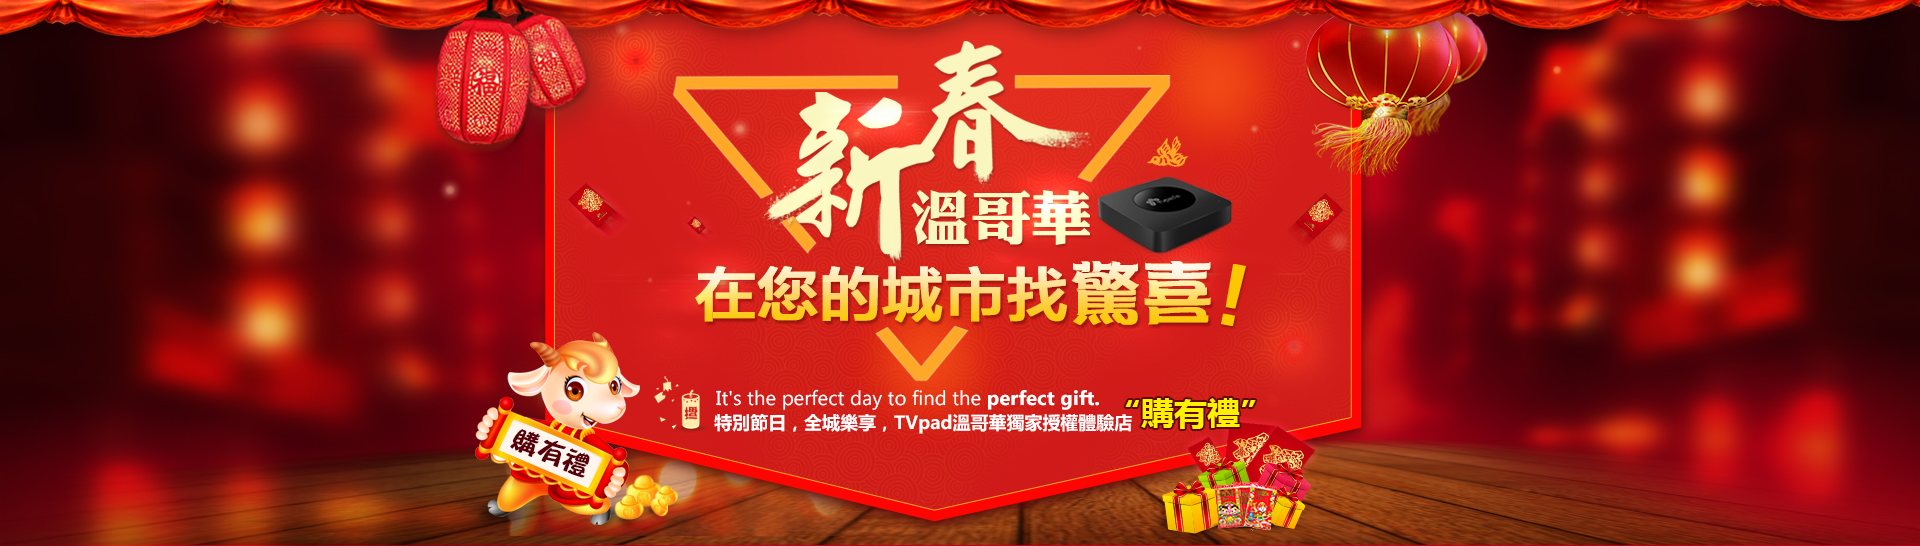 福
新春
溫哥華
在您的城市找驚喜!
It's the perfect day to find the perfect gift.
特別節日，全城樂享，TVpad溫哥華獨家授權體驗店 “購有禮”
購有禮